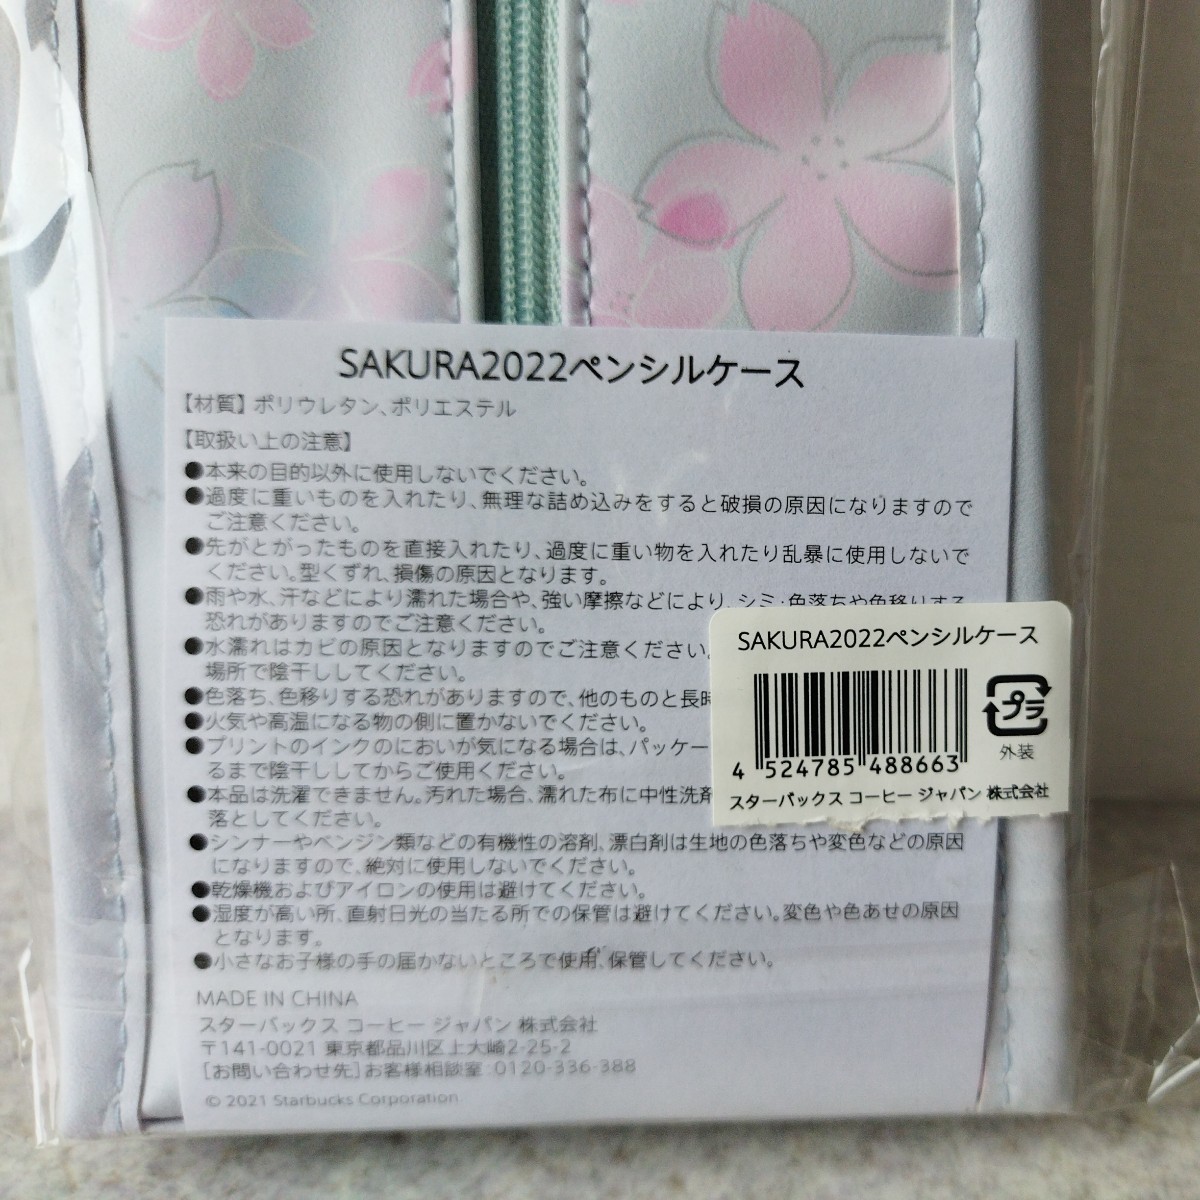 SAKURA2022ペンシルケース
【材質】ポリウレタン、ポリエステル
【取扱い上の注意】
●本来の目的以外に使用しないでください。
●過度に重いものを入れたり、無理な詰め込みをすると破損の原因になりますので
ご注意ください。
●先がとがったものを直接入れたり、過度に重い物を入れたり乱暴に使用しないで
ください。型くずれ、損傷の原因となります。
●雨や水、汗などにより濡れた場合や、強い摩擦などにより、シミ・色落ちや色移りする
恐れがありますのでご注意ください。
●水濡れはカビの原因となりますのでご注意ください。
場所で陰干ししてください。
●色落ち、色移りする恐れがありますので、他のものと長時
●火気や高温になる物の側に置かないでください。
●プリントのインクのにおいが気になる場合は、パッケー
るまで陰干ししてからご使用ください。
●本品は洗濯できません。汚れた場合、濡れた布に中性洗剤
落としてください。
●シンナーやベンジン類などの有機性の溶剤、漂白剤は生地の色落ちや変色などの原因
になりますので、絶対に使用しないでください。
●乾燥機およびアイロンの使用は避けてください。
●湿度が高い所、直射日光の当たる所での保管は避けてください。変色や色あせの原因
となります。
●小さなお子様の手の届かないところで使用、保管してください。
MADE IN CHINA
スターバックス コーヒー ジャパン 株式会社
〒141-0021 東京都品川区上大崎2-25-2
[お問い合わせ先]お客様相談室:0120-336-388
© 2021 Starbucks Corporation
SAKURA2022ペンシルケース
4 524785 488663
プラ
外装
スターバックス コーヒー ジャパン 株式会社